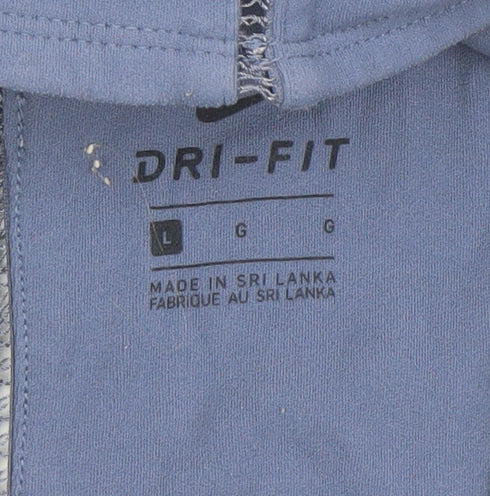 DRI-FIT
L G G
MADE IN SRI LANKA
FABRIQUE AU SRI LANKA